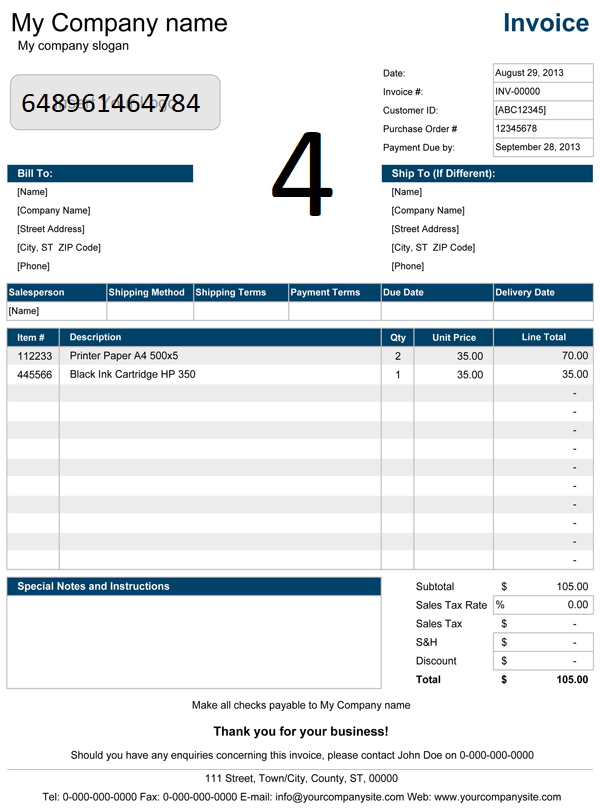 My Company name
Invoice
My company slogan
Date: August 29, 2013
Invoice #: INV-00000
Customer ID: [ABC12345]
Purchase Order # 12345678
Payment Due by: September 28, 2013
648961464784
4
Bill To: Ship To (If Different):
[Name] [Name]
[Company Name] [Company Name]
[Street Address] [Street Address]
[City, ST  ZIP Code] [City, ST  ZIP Code]
[Phone] [Phone]
Salesperson Shipping Method Shipping Terms Payment Terms Due Date Delivery Date
[Name]
Item # Description Qty Unit Price Line Total
112233 Printer Paper A4 500x5 2 35.00 70.00
445566 Black Ink Cartridge HP 350 1 35.00 35.00
-
-
-
-
-
-
-
-
-
-
Special Notes and Instructions
Subtotal $ 105.00
Sales Tax Rate % 0.00
Sales Tax $ -
S&H $ -
Discount $ -
Total $ 105.00
Make all checks payable to My Company name
Thank you for your business!
Should you have any enquiries concerning this invoice, please contact John Doe on 0-000-000-0000
111 Street, Town/City, County, ST, 00000
Tel: 0-000-000-0000 Fax: 0-000-000-0000 E-mail: info@yourcompanysite.com Web: www.yourcompanysite.com